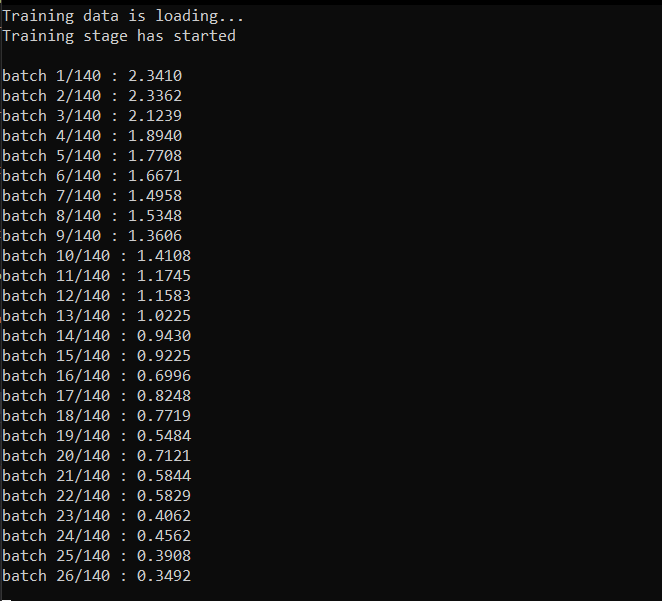 Training data is loading...
Training stage has started
batch 1/140 : 2.3410
batch 2/140 : 2.3362
batch 3/140 : 2.1239
batch 4/140 : 1.8940
batch 5/140 : 1.7708
batch 6/140 : 1.6671
batch 7/140 : 1.4958
batch 8/140 : 1.5348
batch 9/140 : 1.3606
batch 10/140 : 1.4108
batch 11/140 : 1.1745
batch 12/140 : 1.1583
batch 13/140 : 1.0225
batch 14/140 : 0.9430
batch 15/140 : 0.9225
batch 16/140 : 0.6996
batch 17/140 : 0.8248
batch 18/140 : 0.7719
batch 19/140 : 0.5484
batch 20/140 : 0.7121
batch 21/140 : 0.5844
batch 22/140 : 0.5829
batch 23/140 : 0.4062
batch 24/140 : 0.4562
batch 25/140 : 0.3908
batch 26/140 : 0.3492